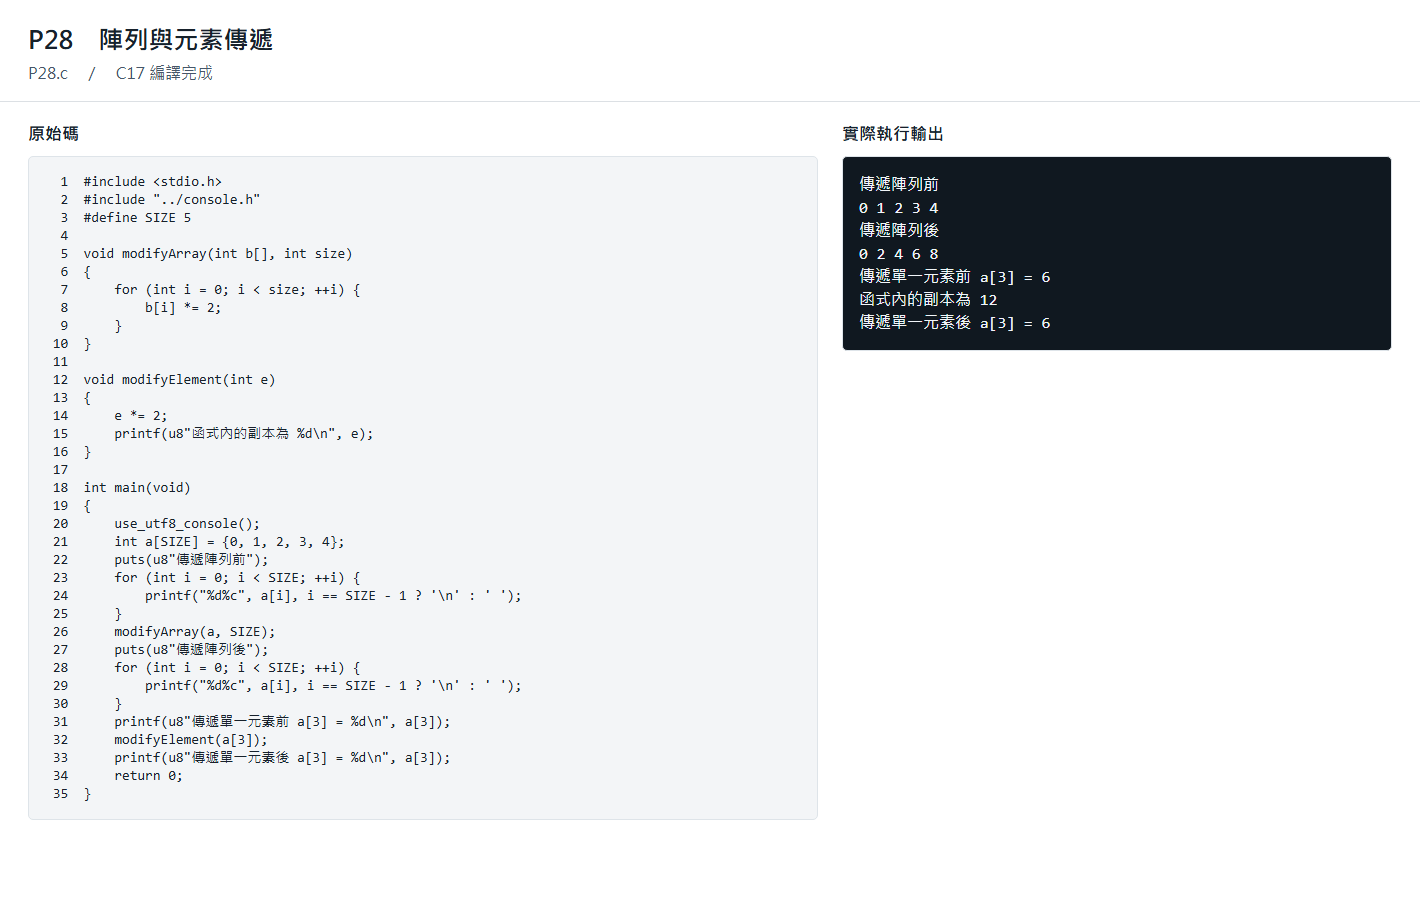 P28 陣列與元素傳遞
P28.c / C17 編譯完成
原始碼
1 #include <stdio.h>
2 #include "../console.h"
3 #define SIZE 5
4
5 void modifyArray(int b[], int size)
6 {
7     for (int i = 0; i < size; ++i) {
8         b[i] *= 2;
9     }
10 }
11
12 void modifyElement(int e)
13 {
14     e *= 2;
15     printf(u8"函式內的副本為 %d\n", e);
16 }
17
18 int main(void)
19 {
20     use_utf8_console();
21     int a[SIZE] = {0, 1, 2, 3, 4};
22     puts(u8"傳遞陣列前");
23     for (int i = 0; i < SIZE; ++i) {
24         printf("%d%c", a[i], i == SIZE - 1 ? '\n' : ' ');
25     }
26     modifyArray(a, SIZE);
27     puts(u8"傳遞陣列後");
28     for (int i = 0; i < SIZE; ++i) {
29         printf("%d%c", a[i], i == SIZE - 1 ? '\n' : ' ');
30     }
31     printf(u8"傳遞單一元素前 a[3] = %d\n", a[3]);
32     modifyElement(a[3]);
33     printf(u8"傳遞單一元素後 a[3] = %d\n", a[3]);
34     return 0;
35 }
實際執行輸出
傳遞陣列前
0 1 2 3 4
傳遞陣列後
0 2 4 6 8
傳遞單一元素前 a[3] = 6
函式內的副本為 12
傳遞單一元素後 a[3] = 6